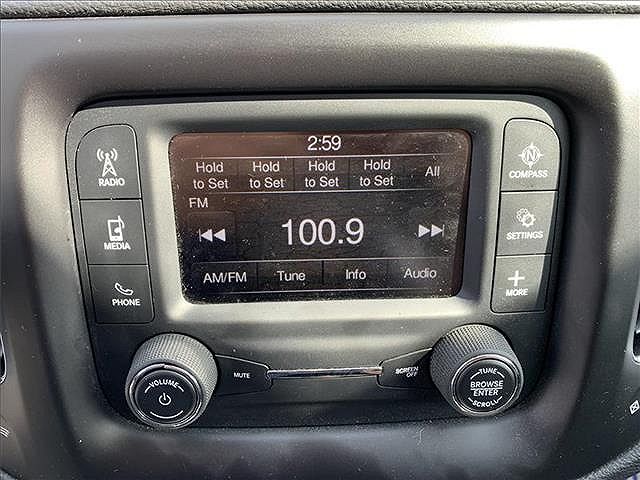 2:59
Hold to Set
Hold to Set
Hold to Set
Hold to Set
All
FM
100.9
AM/FM
Tune
Info
Audio
RADIO
MEDIA
PHONE
N
COMPASS
SETTINGS
MORE
VOLUME
MUTE
SCREEN OFF
TUNE
BROWSE
ENTER
SCROLL